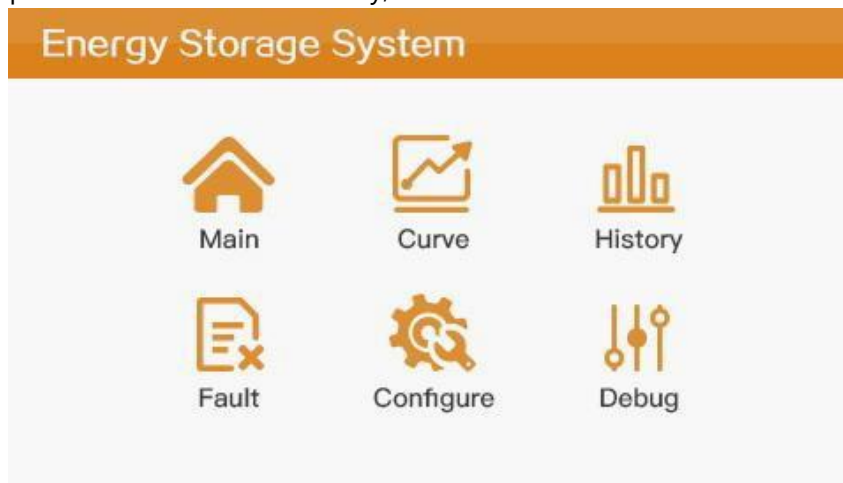 Energy Storage System
Main
Curve
History
Fault
Configure
Debug